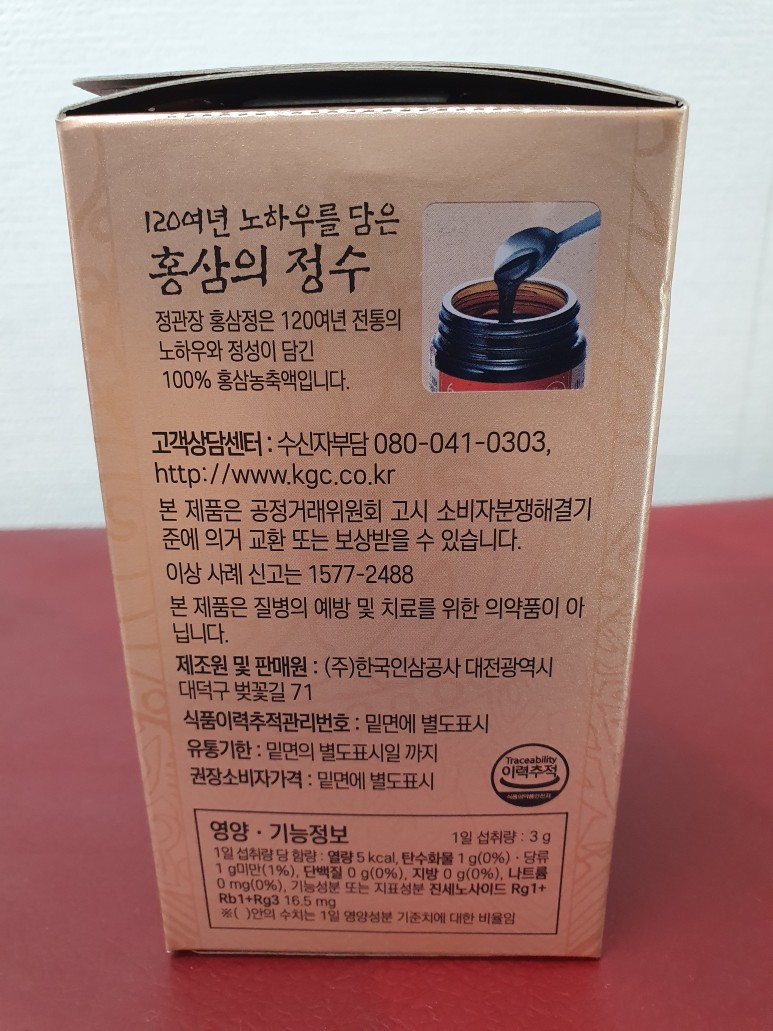 120여년 노하우를 담은
홍삼의 정수
정관장 홍삼정은 120여년 전통의
노하우와 정성이 담긴
100% 홍삼농축액입니다.
고객상담센터 : 수신자부담 080-041-0303,
http://www.kgc.co.kr
본 제품은 공정거래위원회 고시 소비자분쟁해결기
준에 의거 교환 또는 보상받을 수 있습니다.
이상 사례 신고는 1577-2488
본 제품은 질병의 예방 및 치료를 위한 의약품이 아
닙니다.
제조원 및 판매원 : (주)한국인삼공사 대전광역시
대덕구 벚꽃길 71
식품이력추적관리번호 : 밑면에 별도표시
유통기한 : 밑면의 별도표시일 까지
권장소비자가격 : 밑면에 별도표시
Traceability
이력추적
식품의약품안전처
영양 · 기능정보 1일 섭취량 : 3 g
1일 섭취량 당 함량 : 열량 5 kcal, 탄수화물 1 g(0%) · 당류
1 g미만(1%), 단백질 0 g(0%), 지방 0 g(0%), 나트륨
0 mg(0%), 기능성분 또는 지표성분 진세노사이드 Rg1+
Rb1+Rg3 16.5 mg
※( )안의 수치는 1일 영양성분 기준치에 대한 비율임